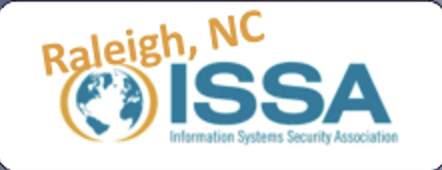 Raleigh, NC
ISSA
Information Systems Security Association